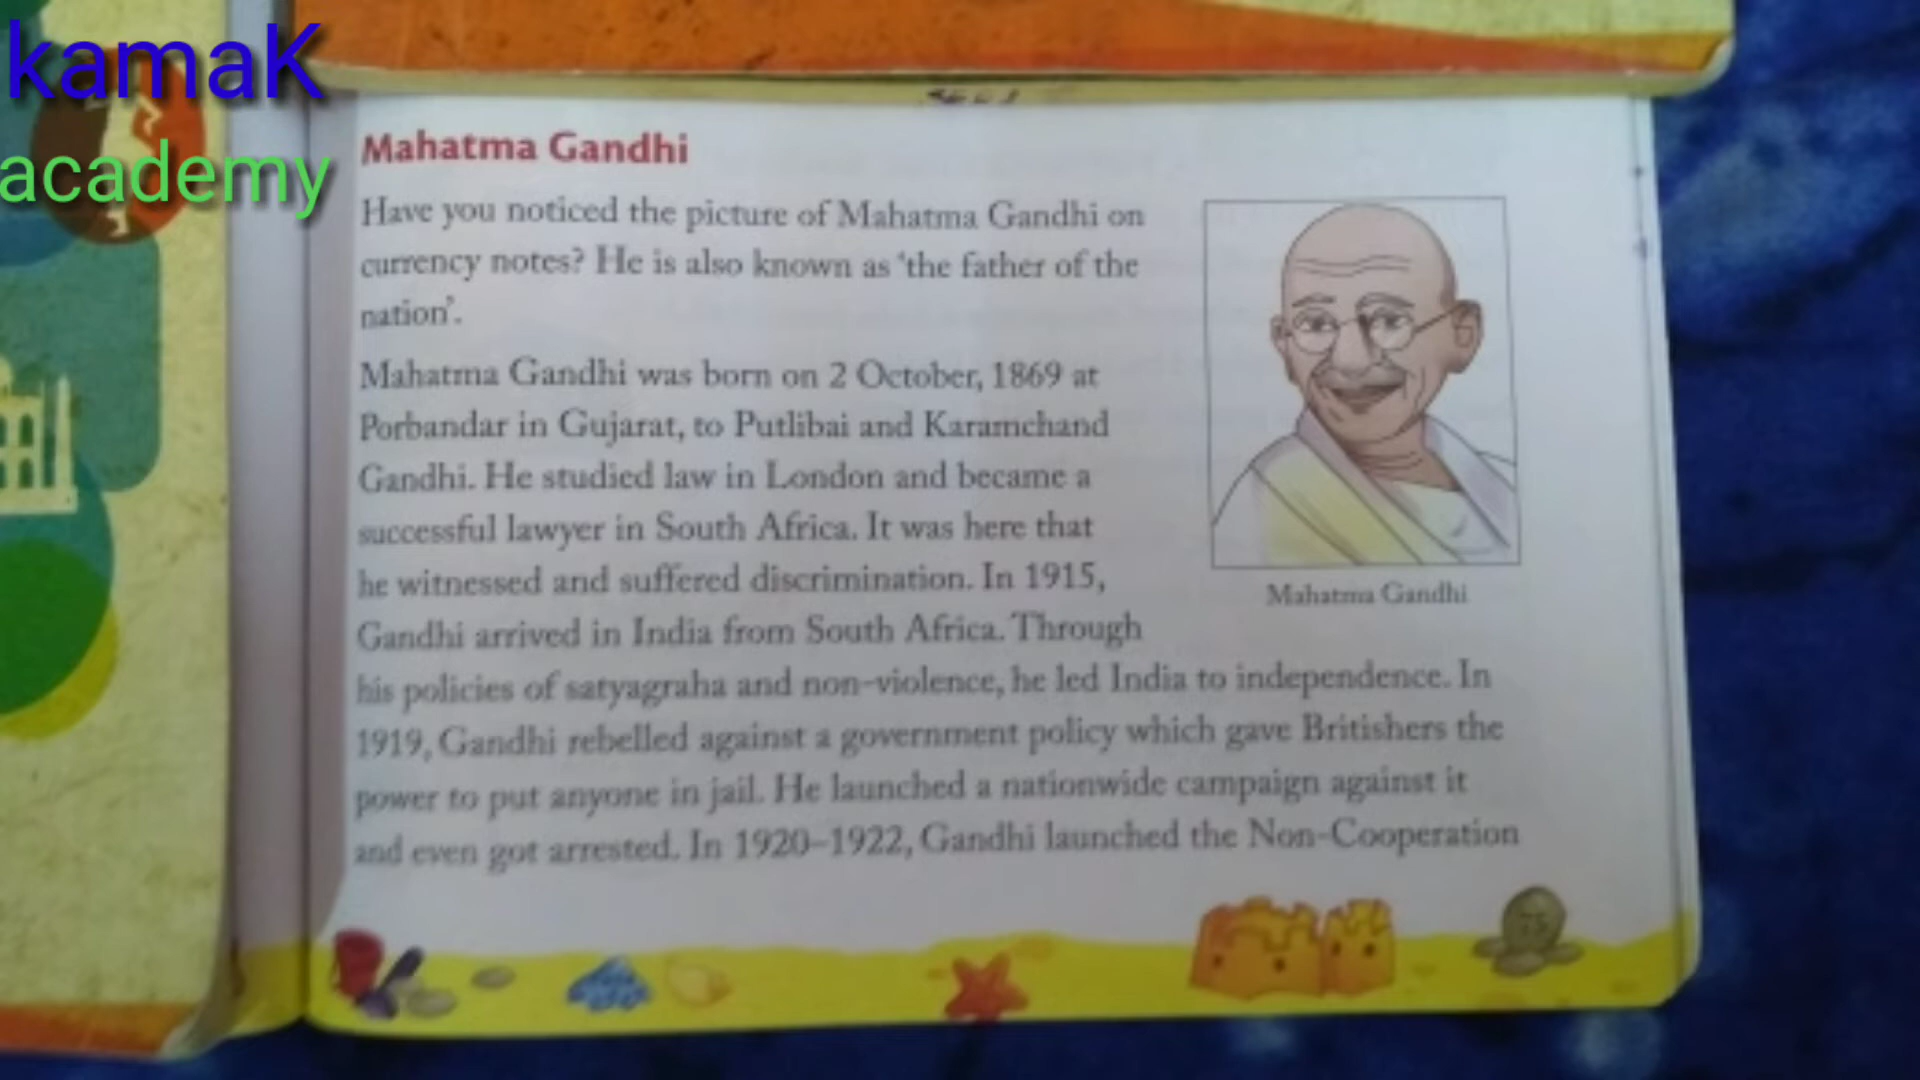 kamaK
academy
Mahatma Gandhi
Have you noticed the picture of Mahatma Gandhi on
currency notes? He is also known as ‘the father of the
nation’.
Mahatma Gandhi was born on 2 October, 1869 at
Porbandar in Gujarat, to Putlibai and Karamchand
Gandhi. He studied law in London and became a
successful lawyer in South Africa. It was here that
he witnessed and suffered discrimination. In 1915,
Gandhi arrived in India from South Africa. Through
his policies of satyagraha and non-violence, he led India to independence. In
1919, Gandhi rebelled against a government policy which gave Britishers the
power to put anyone in jail. He launched a nationwide campaign against it
and even got arrested. In 1920–1922, Gandhi launched the Non-Cooperation
Mahatma Gandhi